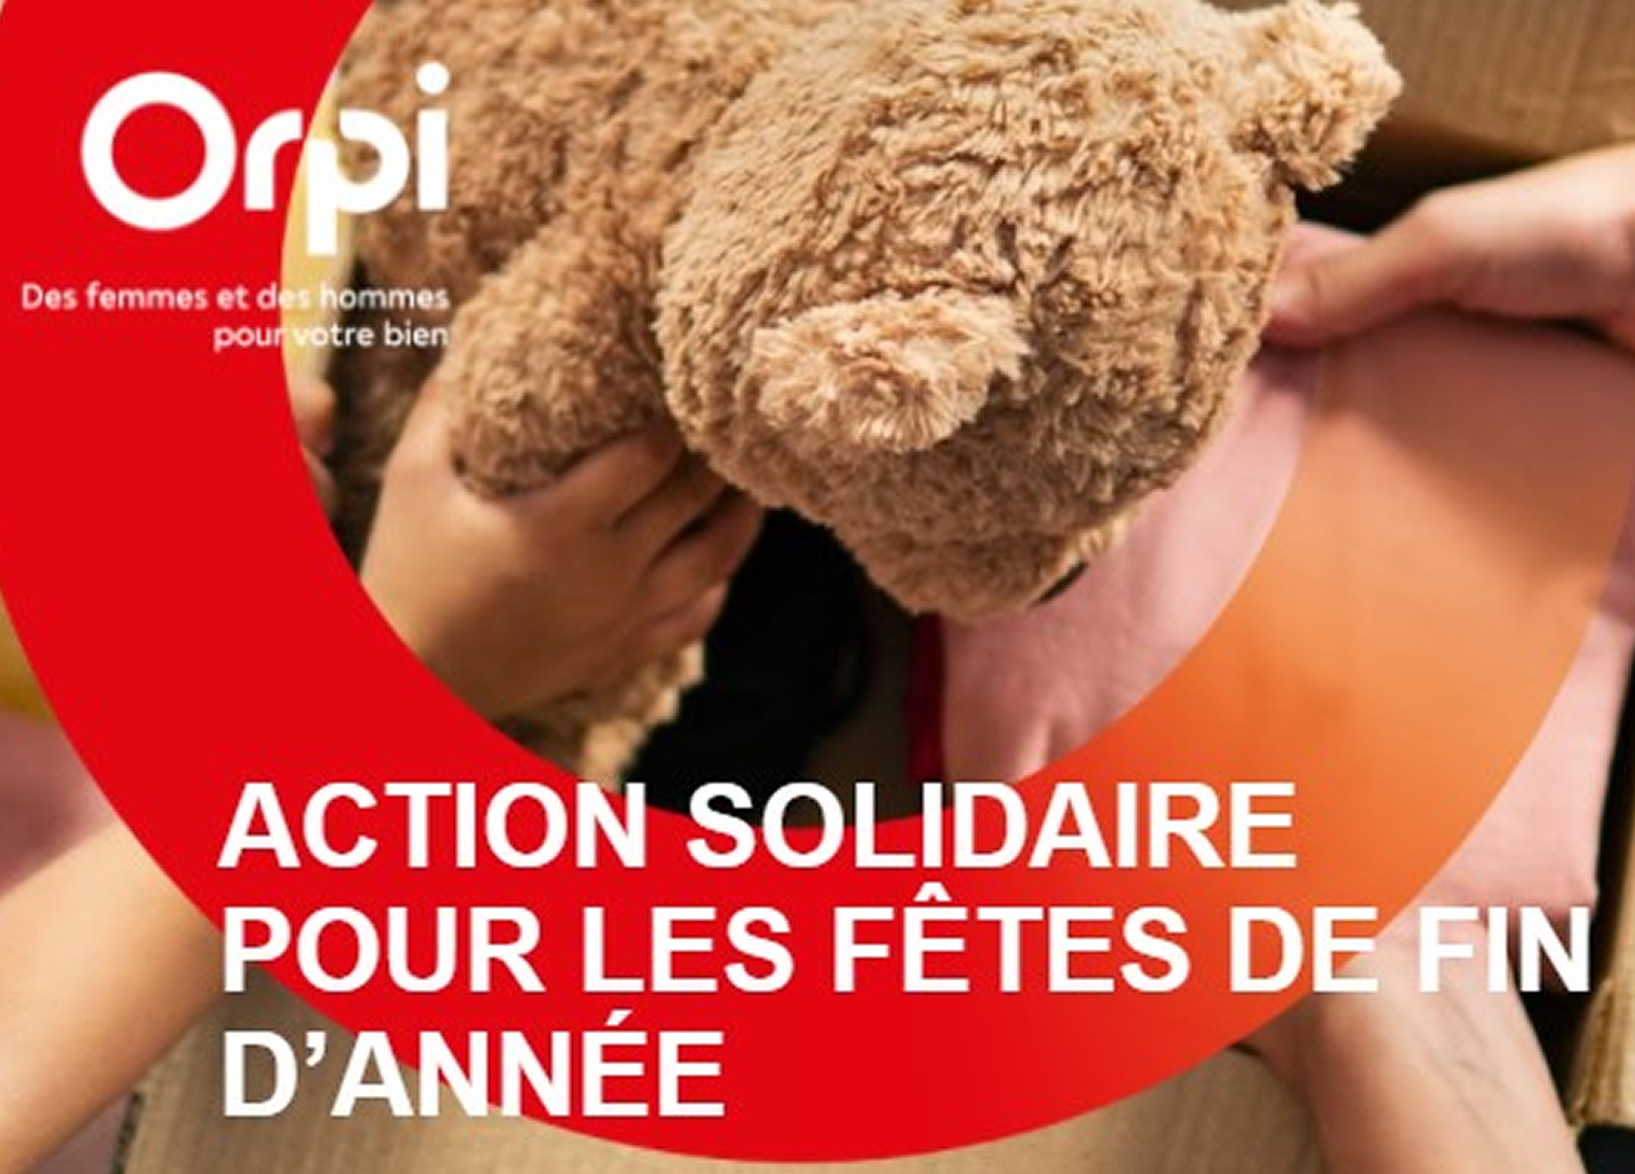 Orpi
Des femmes et des hommes
pour votre bien
ACTION SOLIDAIRE
POUR LES FÊTES DE FIN
D’ANNÉE